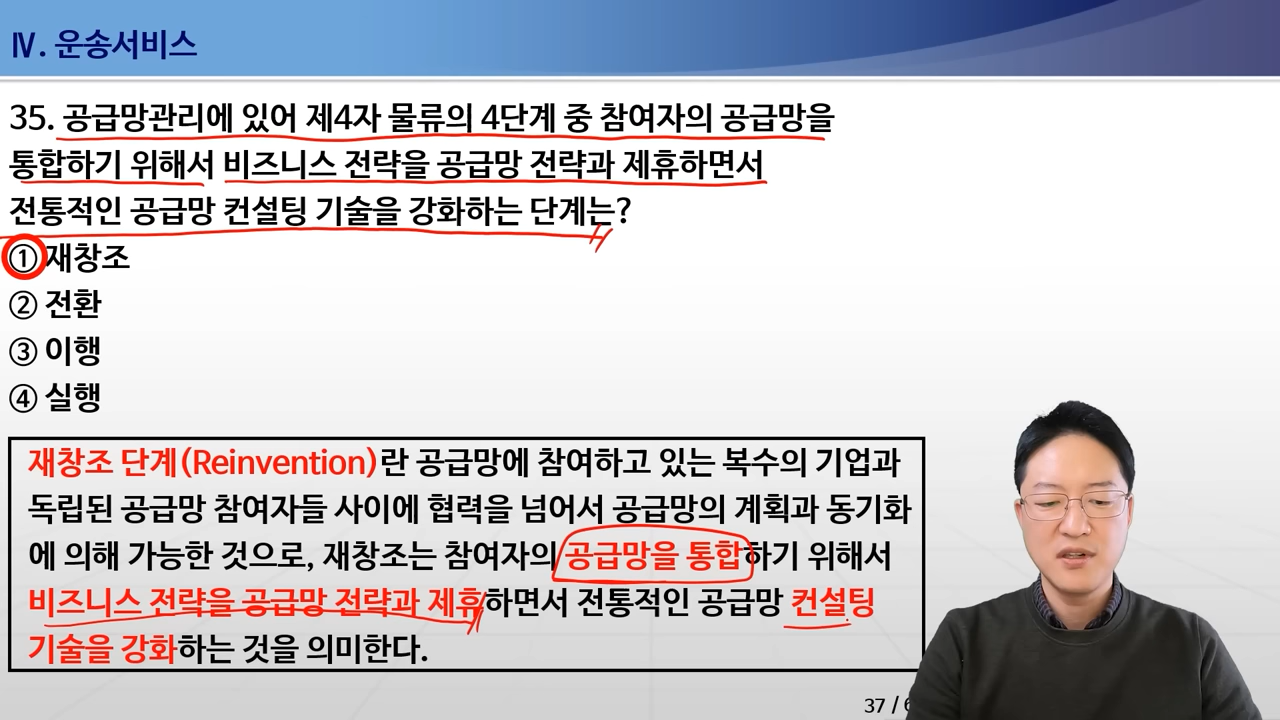 Ⅳ. 운송서비스
35. 공급망관리에 있어 제4자 물류의 4단계 중 참여자의 공급망을
통합하기 위해서 비즈니스 전략을 공급망 전략과 제휴하면서
전통적인 공급망 컨설팅 기술을 강화하는 단계는?
① 재창조
② 전환
③ 이행
④ 실행
재창조 단계(Reinvention)란 공급망에 참여하고 있는 복수의 기업과
독립된 공급망 참여자들 사이에 협력을 넘어서 공급망의 계획과 동기화
에 의해 가능한 것으로, 재창조는 참여자의 공급망을 통합하기 위해서
비즈니스 전략을 공급망 전략과 제휴하면서 전통적인 공급망 컨설팅
기술을 강화하는 것을 의미한다.
37 /